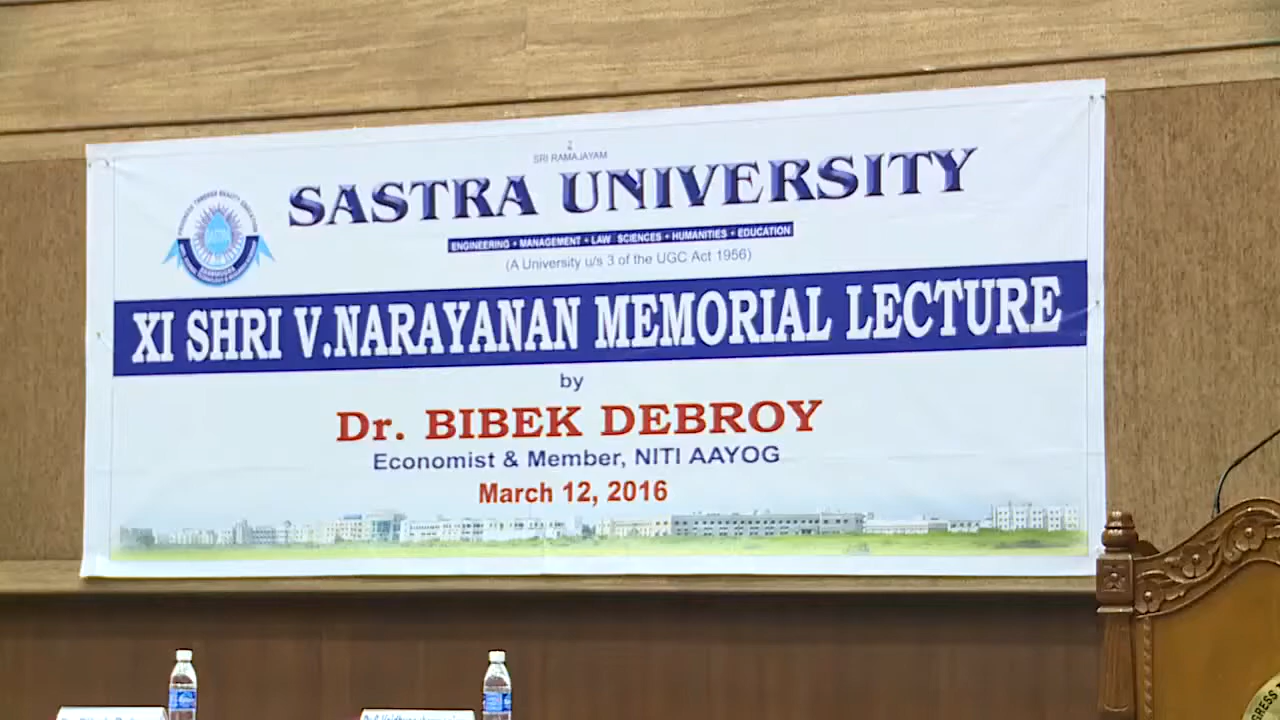 SRI RAMAJAYAM
SASTRA UNIVERSITY
ENGINEERING • MANAGEMENT • LAW SCIENCES • HUMANITIES • EDUCATION
(A University u/s 3 of the UGC Act 1956)
SASTRA
XI SHRI V.NARAYANAN MEMORIAL LECTURE
by
Dr. BIBEK DEBROY
Economist & Member, NITI AAYOG
March 12, 2016